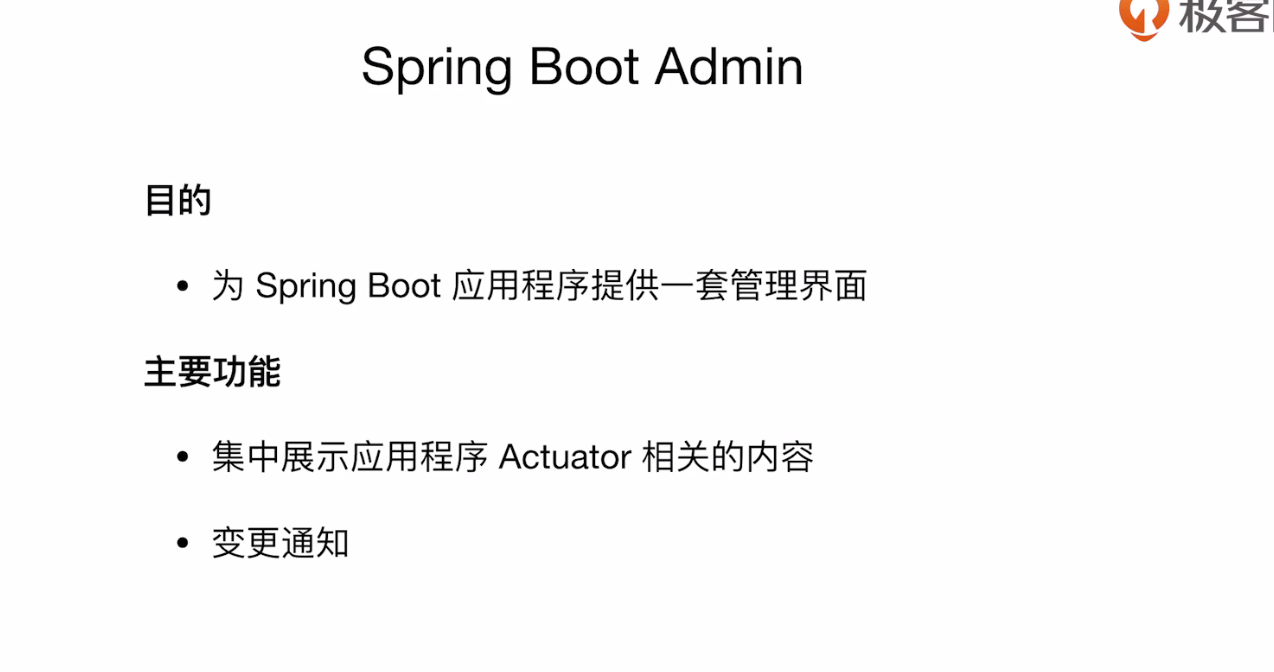 极客
Spring Boot Admin
目的
• 为 Spring Boot 应用程序提供一套管理界面
主要功能
• 集中展示应用程序 Actuator 相关的内容
• 变更通知